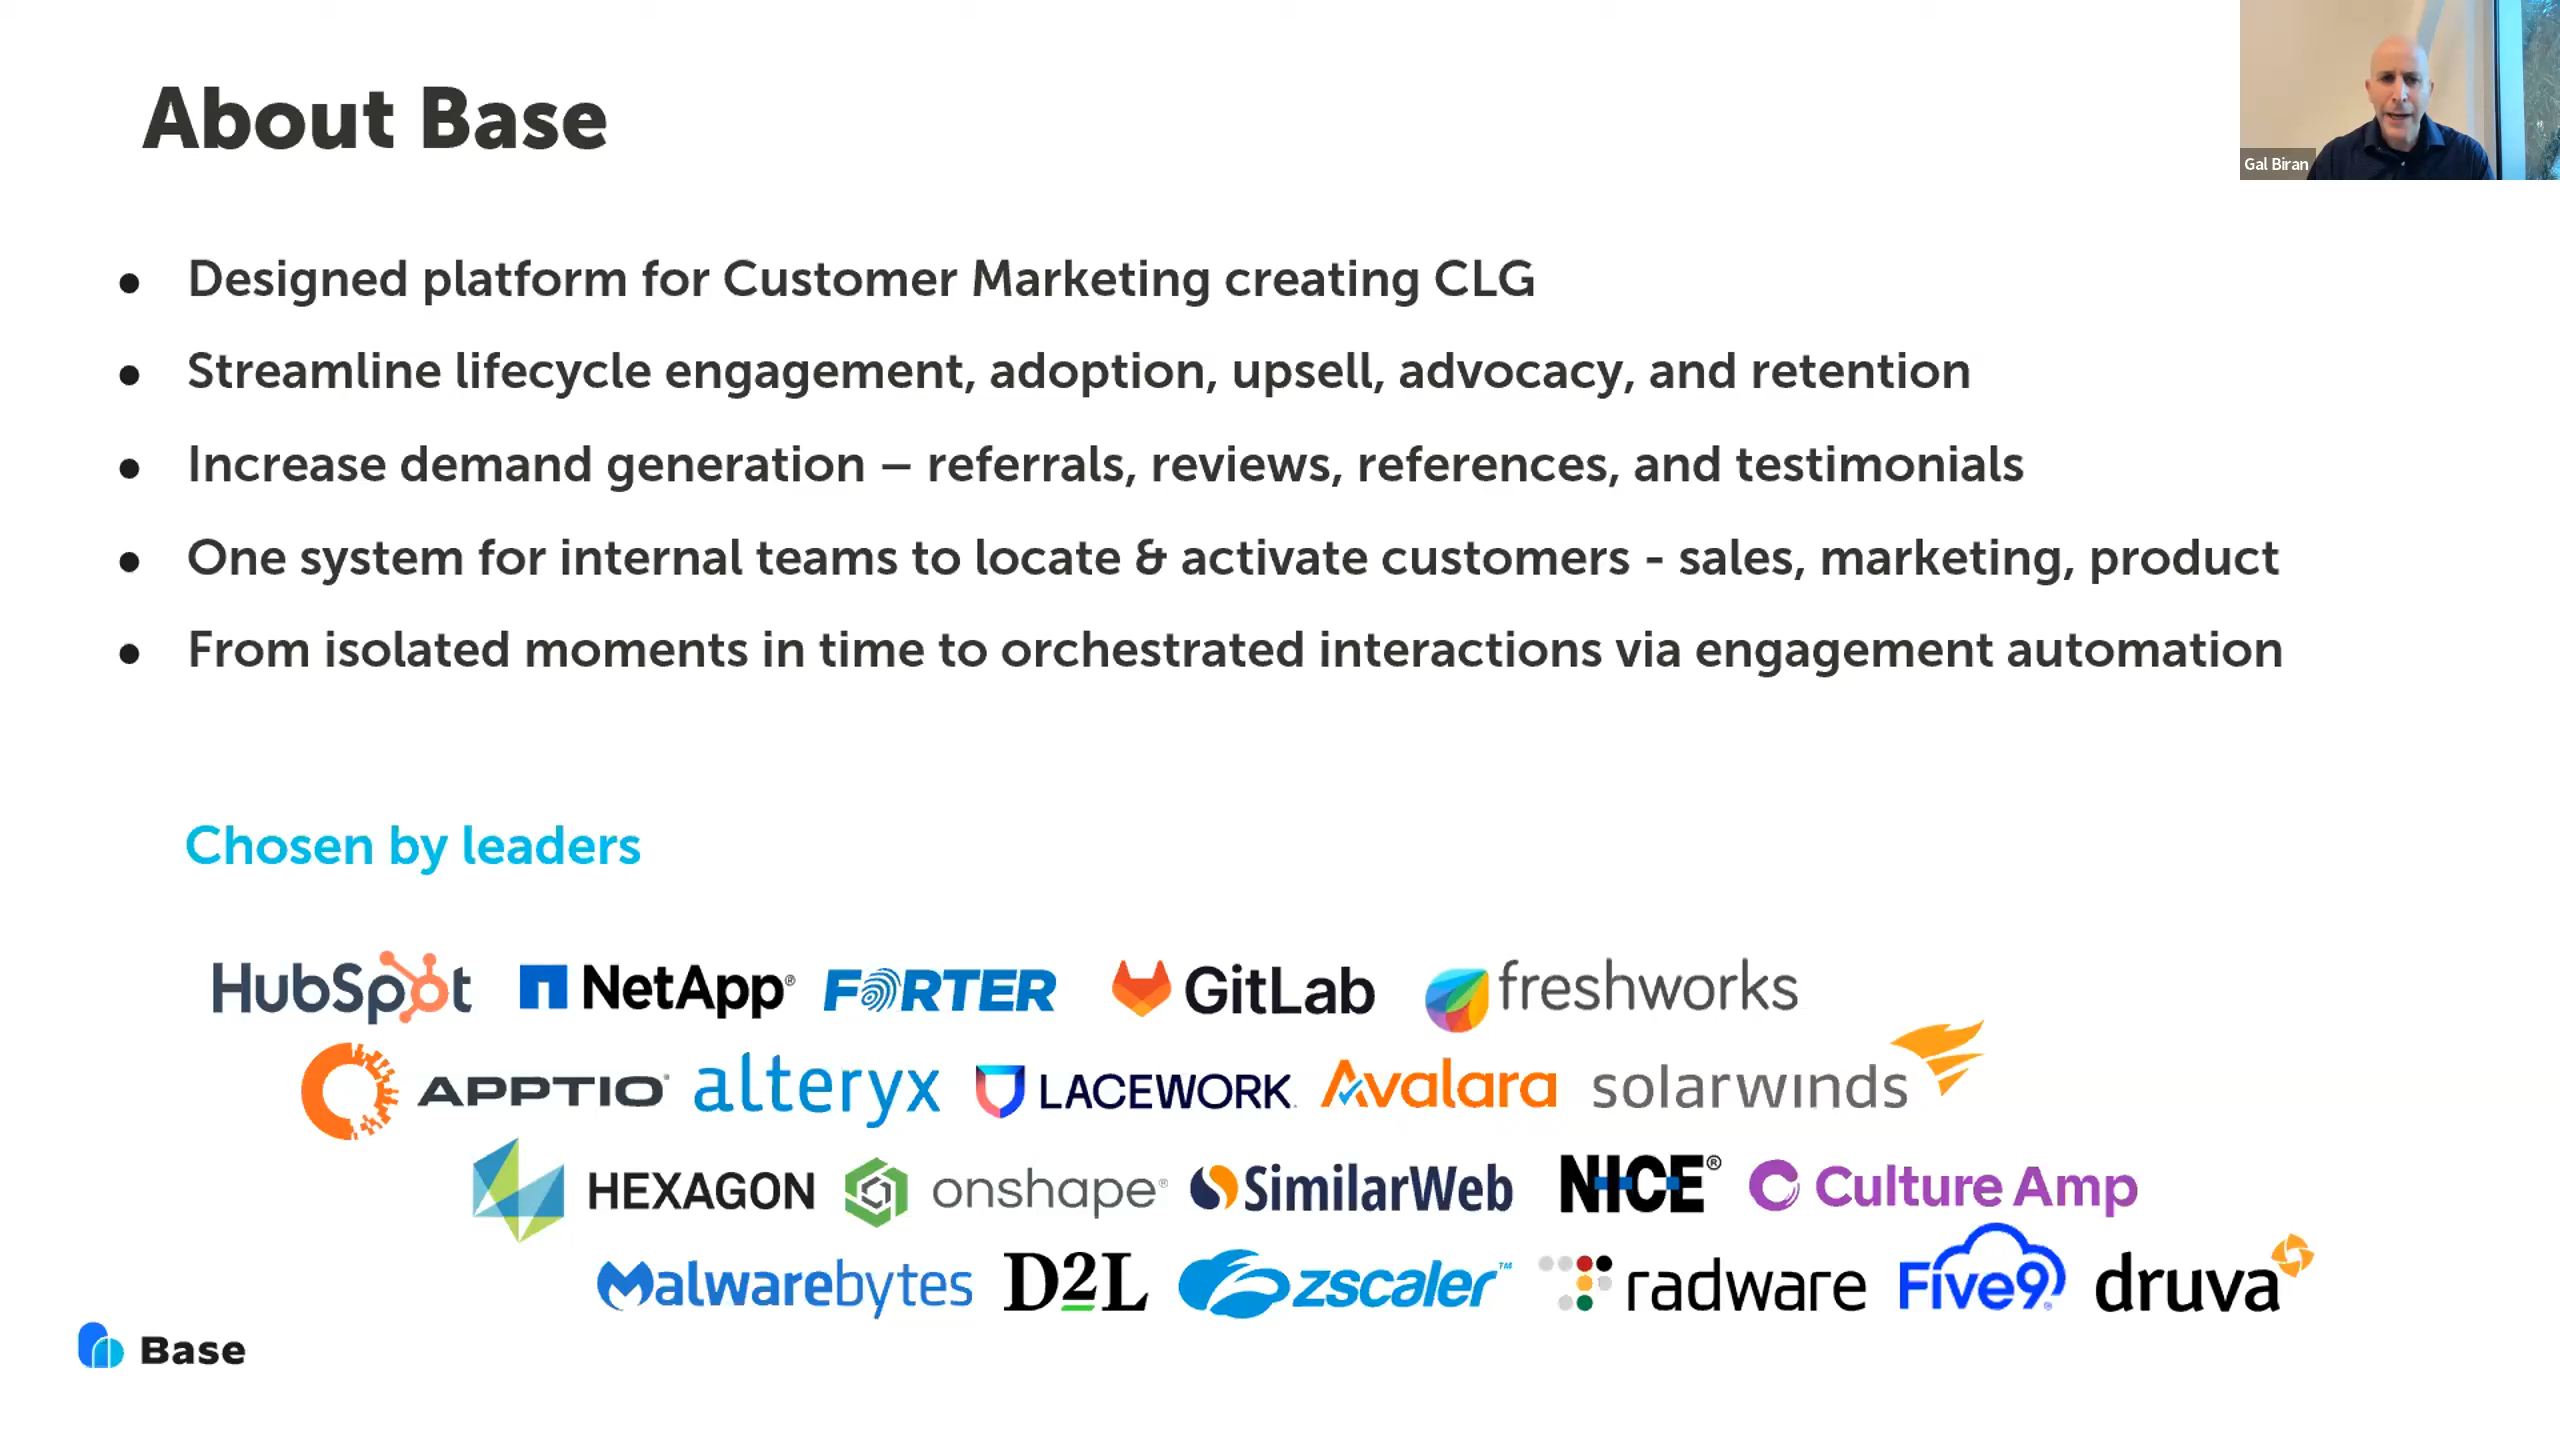 About Base
Gal Biran
• Designed platform for Customer Marketing creating CLG
• Streamline lifecycle engagement, adoption, upsell, advocacy, and retention
• Increase demand generation – referrals, reviews, references, and testimonials
• One system for internal teams to locate & activate customers - sales, marketing, product
• From isolated moments in time to orchestrated interactions via engagement automation
Chosen by leaders
HubSpot NetApp® FORTER GitLab freshworks
APPTIO® alteryx LACEWORK. Avalara solarwinds
HEXAGON onshape® SimilarWeb NICE® Culture Amp
Malwarebytes D2L zscaler™ radware Five9® druva
Base